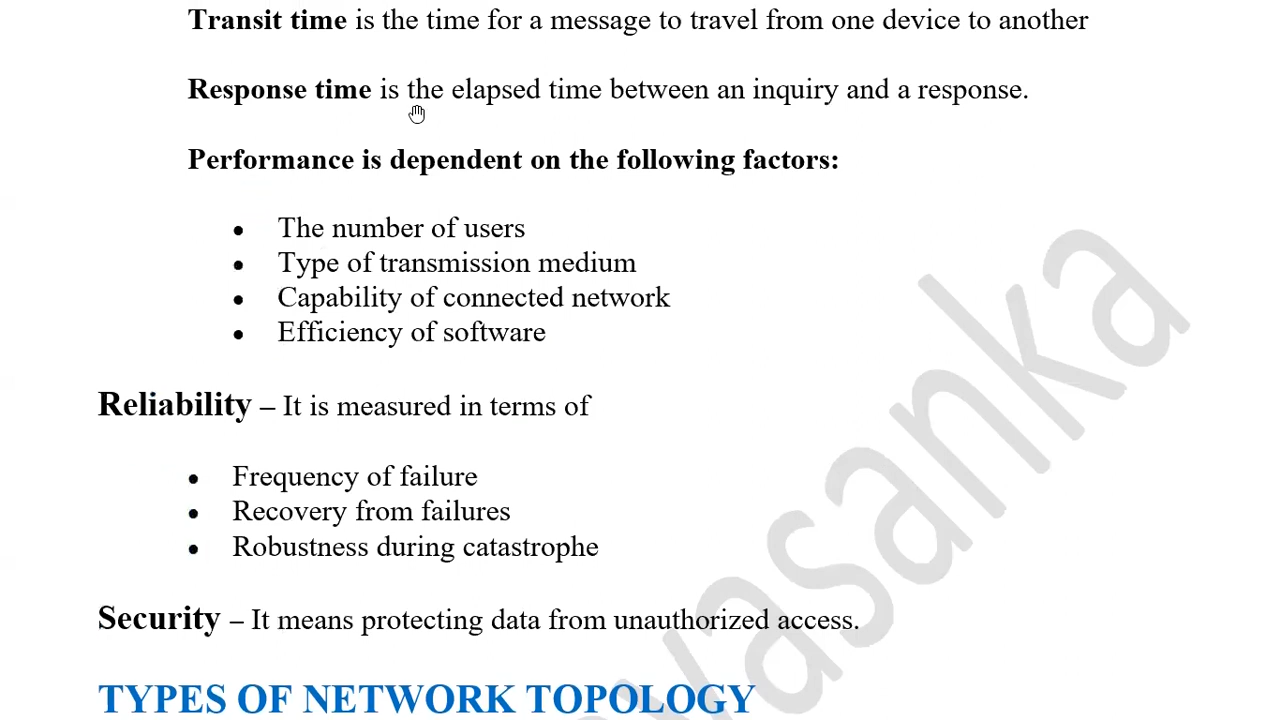 Transit time is the time for a message to travel from one device to another
Response time is the elapsed time between an inquiry and a response.
Performance is dependent on the following factors:
• The number of users
• Type of transmission medium
• Capability of connected network
• Efficiency of software
Reliability – It is measured in terms of
• Frequency of failure
• Recovery from failures
• Robustness during catastrophe
Security – It means protecting data from unauthorized access.
TYPES OF NETWORK TOPOLOGY
vasanka